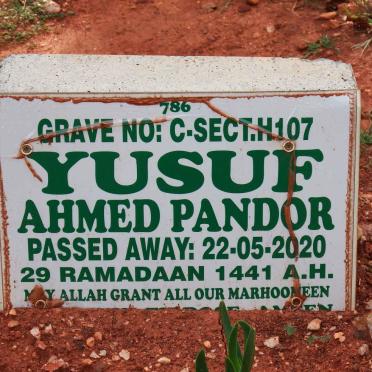 786
GRAVE NO: C-SECT.H107
YUSUF
AHMED PANDOR
PASSED AWAY: 22-05-2020
29 RAMADAAN 1441 A.H.
MAY ALLAH GRANT ALL OUR MARHOOMEEN